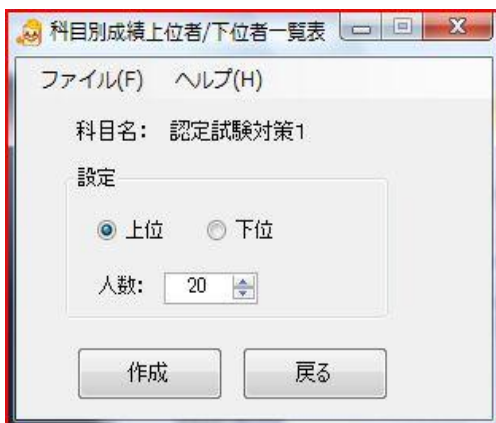 科目別成績上位者/下位者一覧表
ファイル(F) ヘルプ(H)
科目名: 認定試験対策1
設定
上位 下位
人数: 20
作成 戻る